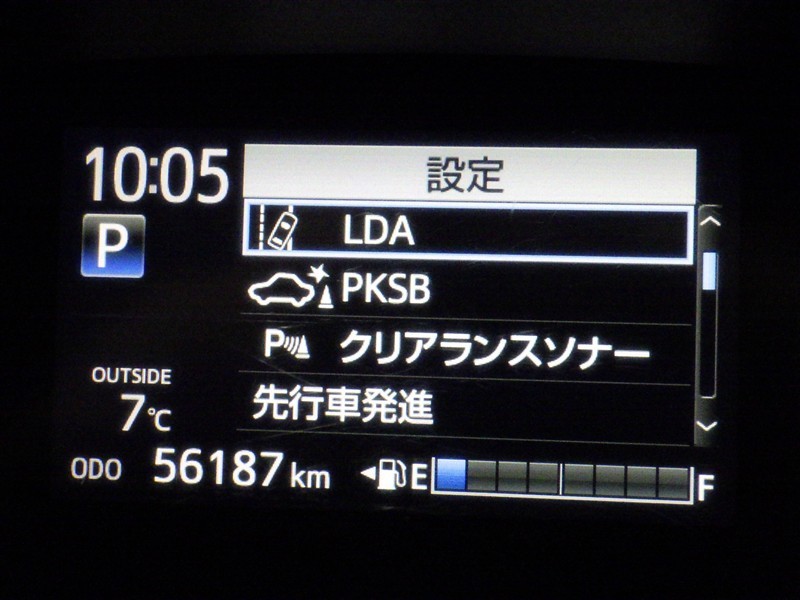 10:05
設定
P
LDA
PKSB
P クリアランスソナー
先行車発進
OUTSIDE
7℃
ODO 56187 km
E F